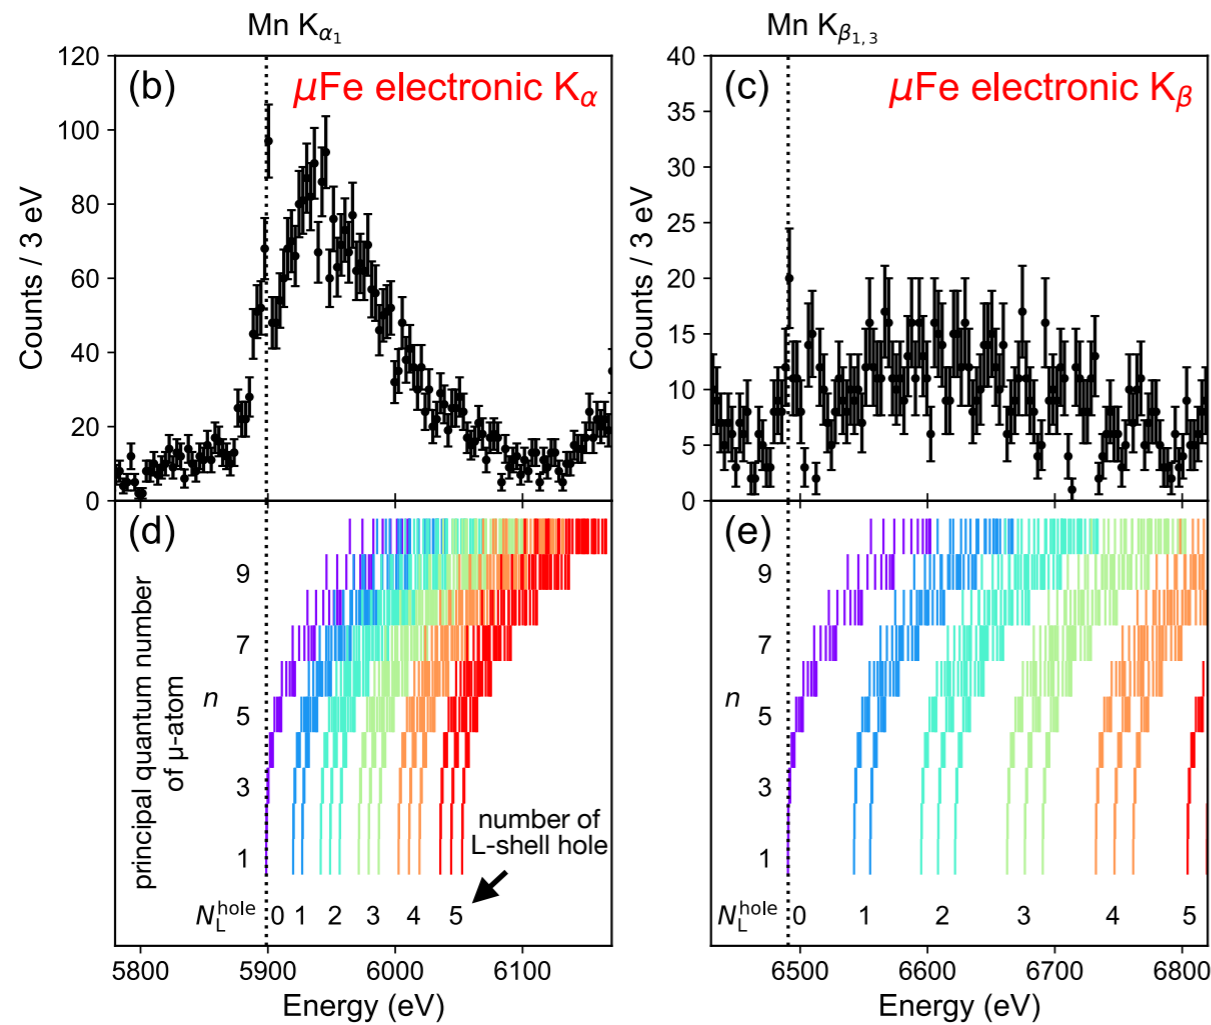 Mn Kα1
Mn Kβ1, 3
(b)
μFe electronic Kα
120
100
80
60
40
20
0
Counts / 3 eV
(c)
μFe electronic Kβ
40
35
30
25
20
15
10
5
0
Counts / 3 eV
(d)
principal quantum number
of μ-atom
n
9
7
5
3
1
number of
L-shell hole
N_L^hole 0 1 2 3 4 5
5800 5900 6000 6100
Energy (eV)
(e)
n
9
7
5
3
1
N_L^hole 0 1 2 3 4 5
6500 6600 6700 6800
Energy (eV)